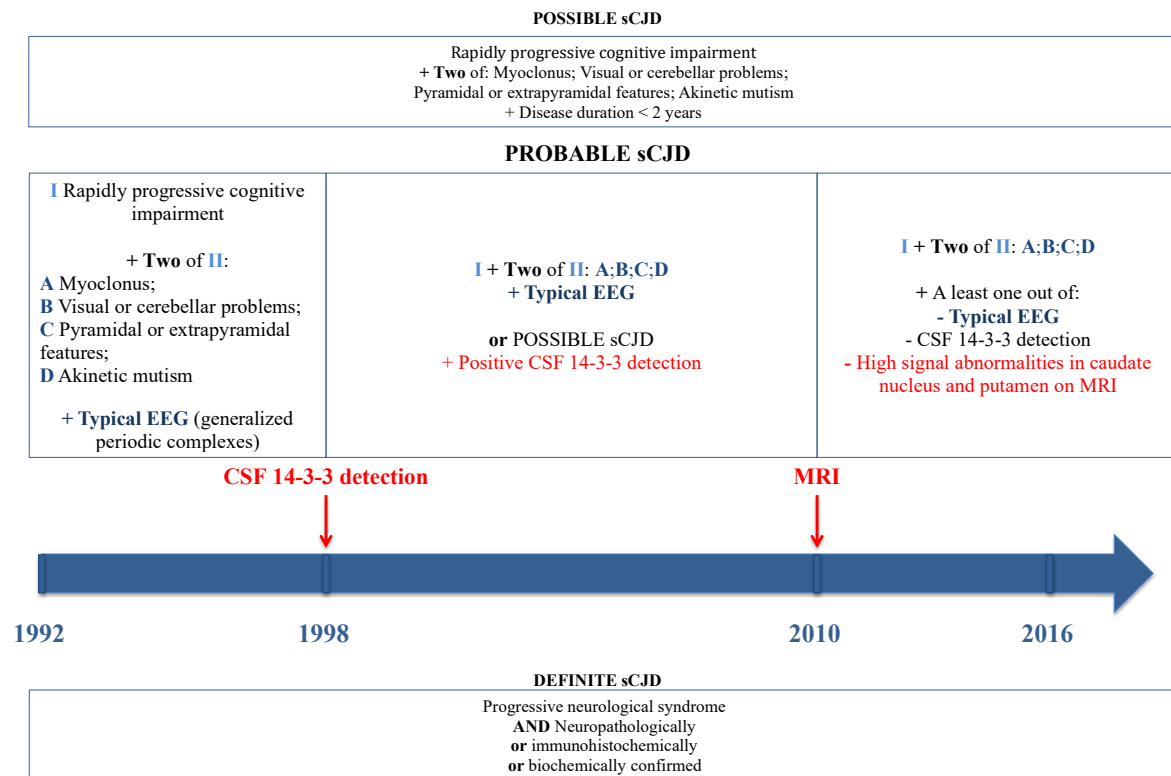 POSSIBLE sCJD
Rapidly progressive cognitive impairment
+ Two of: Myoclonus; Visual or cerebellar problems;
Pyramidal or extrapyramidal features; Akinetic mutism
+ Disease duration < 2 years
PROBABLE sCJD
I Rapidly progressive cognitive
impairment
+ Two of II:
A Myoclonus;
B Visual or cerebellar problems;
C Pyramidal or extrapyramidal
features;
D Akinetic mutism
+ Typical EEG (generalized
periodic complexes)
I + Two of II: A;B;C;D
+ Typical EEG
or POSSIBLE sCJD
+ Positive CSF 14-3-3 detection
I + Two of II: A;B;C;D
+ A least one out of:
- Typical EEG
- CSF 14-3-3 detection
- High signal abnormalities in caudate
nucleus and putamen on MRI
CSF 14-3-3 detection
MRI
1992
1998
2010
2016
DEFINITE sCJD
Progressive neurological syndrome
AND Neuropathologically
or immunohistochemically
or biochemically confirmed